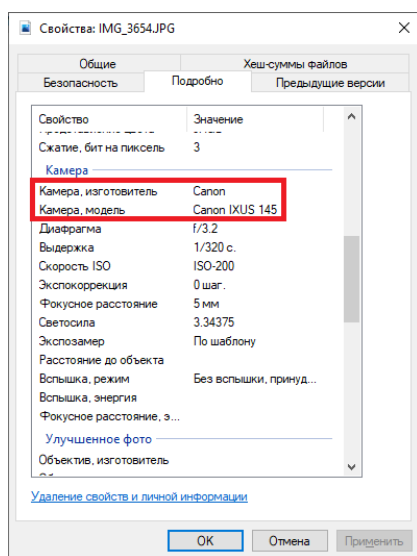 Свойства: IMG_3654.JPG
Общие Хеш-суммы файлов
Безопасность Подробно Предыдущие версии
Свойство Значение
Сжатие, бит на пиксель 3
Камера
Камера, изготовитель Canon
Камера, модель Canon IXUS 145
Диафрагма f/3.2
Выдержка 1/320 с.
Скорость ISO ISO-200
Экспокоррекция 0 шаг.
Фокусное расстояние 5 мм
Светосила 3.34375
Экспозамер По шаблону
Расстояние до объекта
Вспышка, режим Без вспышки, принуд...
Вспышка, энергия
Фокусное расстояние, э...
Улучшенное фото
Объектив, изготовитель
Удаление свойств и личной информации
ОК Отмена Применить